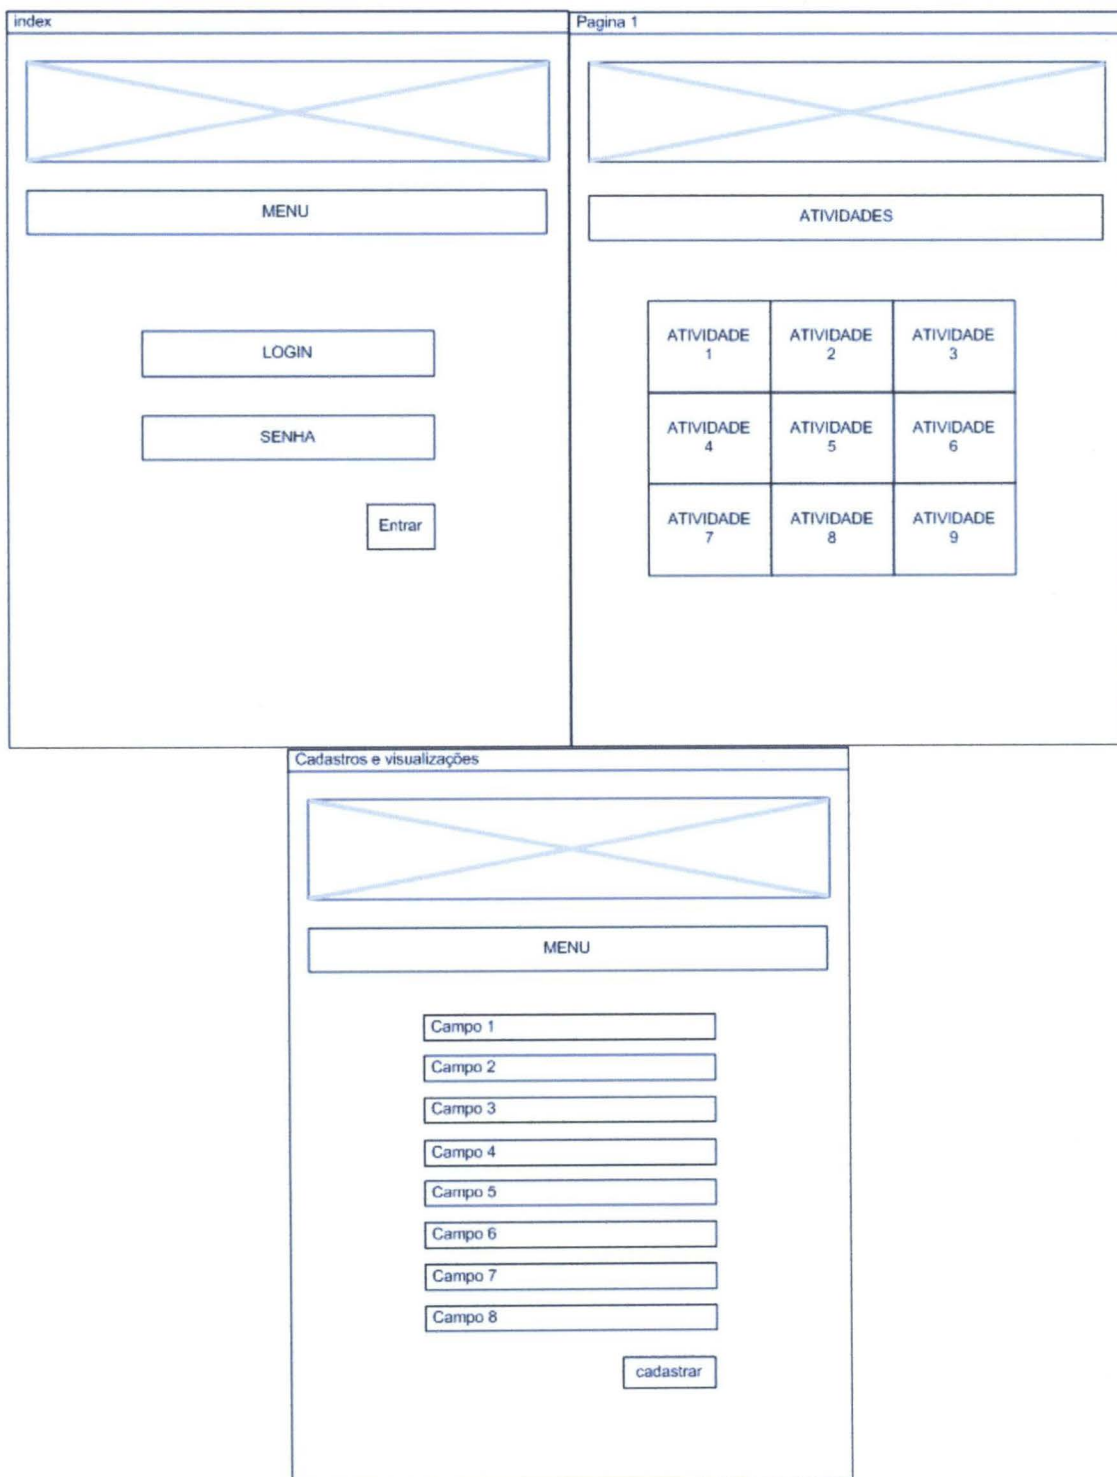 index
MENU
LOGIN
SENHA
Entrar
Pagina 1
ATIVIDADES
ATIVIDADE
1
ATIVIDADE
2
ATIVIDADE
3
ATIVIDADE
4
ATIVIDADE
5
ATIVIDADE
6
ATIVIDADE
7
ATIVIDADE
8
ATIVIDADE
9
Cadastros e visualizações
MENU
Campo 1
Campo 2
Campo 3
Campo 4
Campo 5
Campo 6
Campo 7
Campo 8
cadastrar